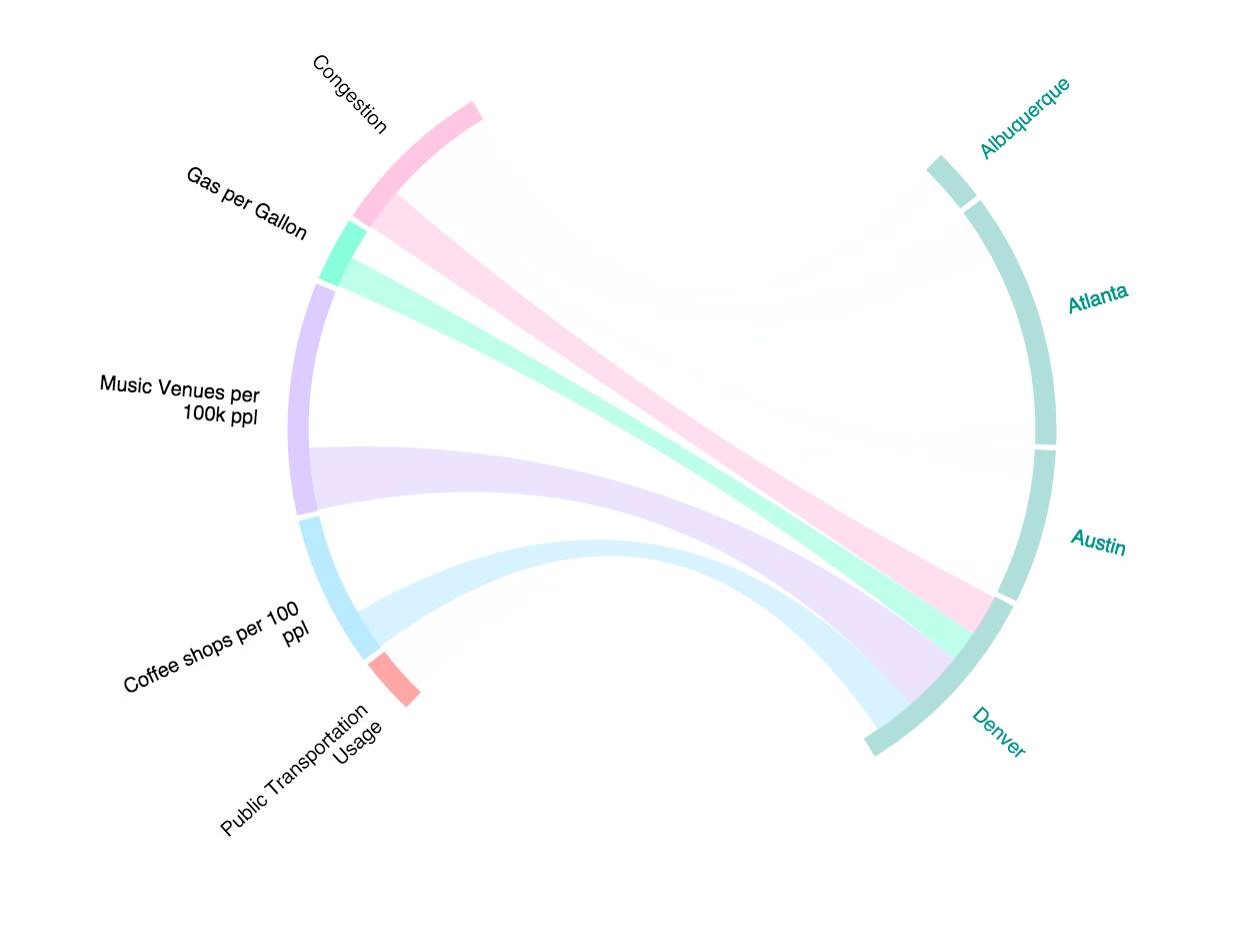 Congestion
Gas per Gallon
Music Venues per
100k ppl
Coffee shops per 100
ppl
Public Transportation
Usage
Albuquerque
Atlanta
Austin
Denver